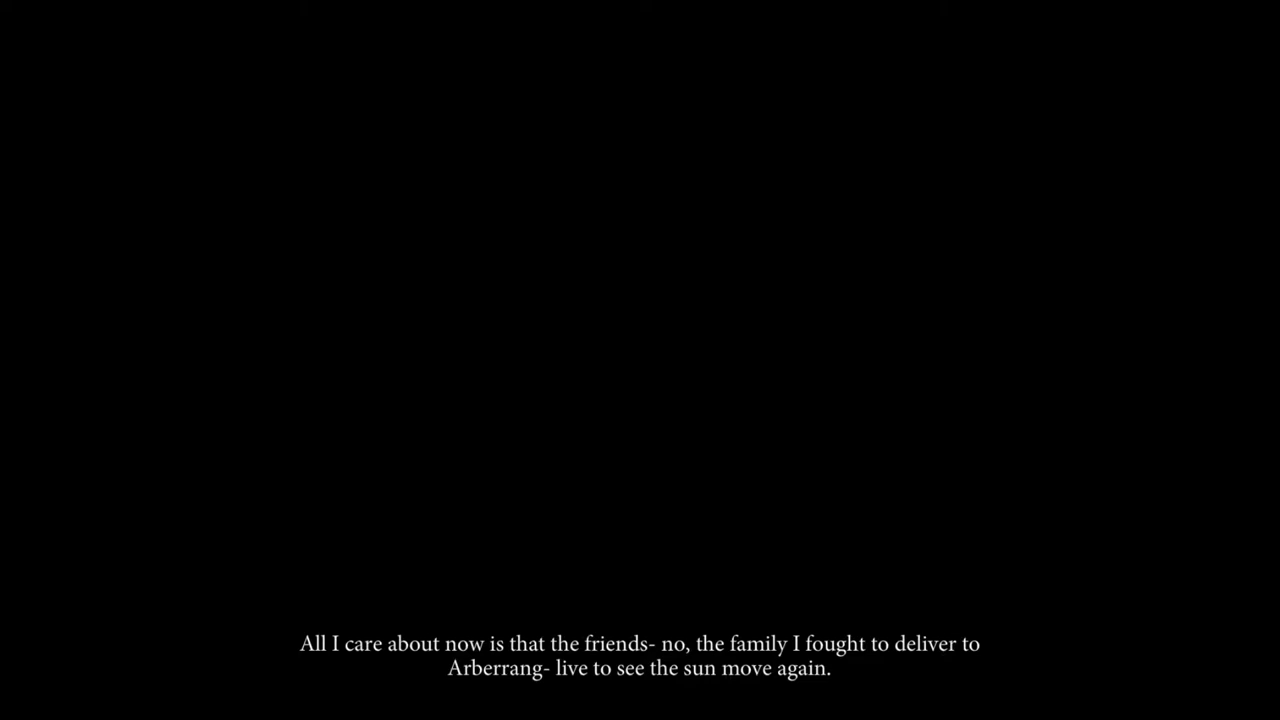 All I care about now is that the friends- no, the family I fought to deliver to
Arberrang- live to see the sun move again.